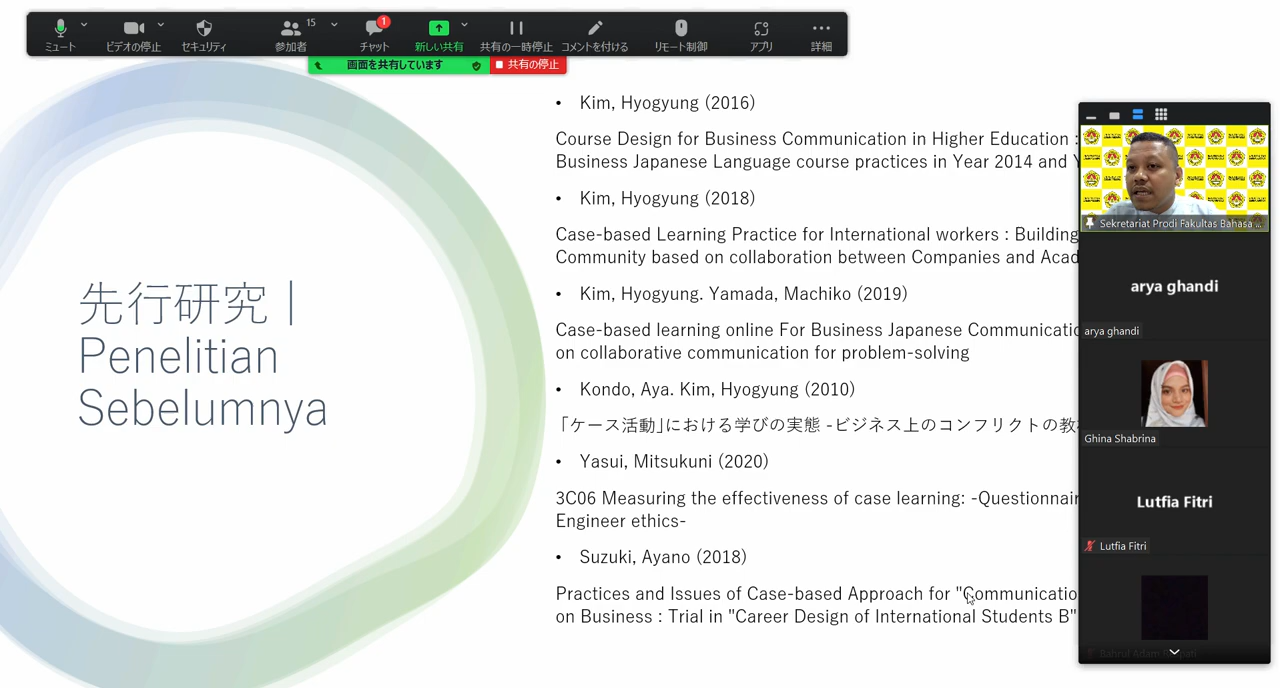 15
1
ミュート
ビデオの停止
セキュリティ
参加者
チャット
新しい共有
共有の一時停止
コメントを付ける
リモート制御
アプリ
詳細
画面を共有しています
共有の停止
先行研究 |
Penelitian
Sebelumnya
• Kim, Hyogyung (2016)
Course Design for Business Communication in Higher Education :
Business Japanese Language course practices in Year 2014 and
• Kim, Hyogyung (2018)
Case-based Learning Practice for International workers : Building
Community based on collaboration between Companies and Acad
• Kim, Hyogyung. Yamada, Machiko (2019)
Case-based learning online For Business Japanese Communicatio
on collaborative communication for problem-solving
• Kondo, Aya. Kim, Hyogyung (2010)
「ケース活動」における学びの実態 -ビジネス上のコンフリクトの教
• Yasui, Mitsukuni (2020)
3C06 Measuring the effectiveness of case learning: -Questionnair
Engineer ethics-
• Suzuki, Ayano (2018)
Practices and Issues of Case-based Approach for "Communicatio
on Business : Trial in "Career Design of International Students B"
Sekretariat Prodi Fakultas Bahasa ...
arya ghandi
arya ghandi
Ghina Shabrina
Lutfia Fitri
Lutfia Fitri
Bahrul Adam